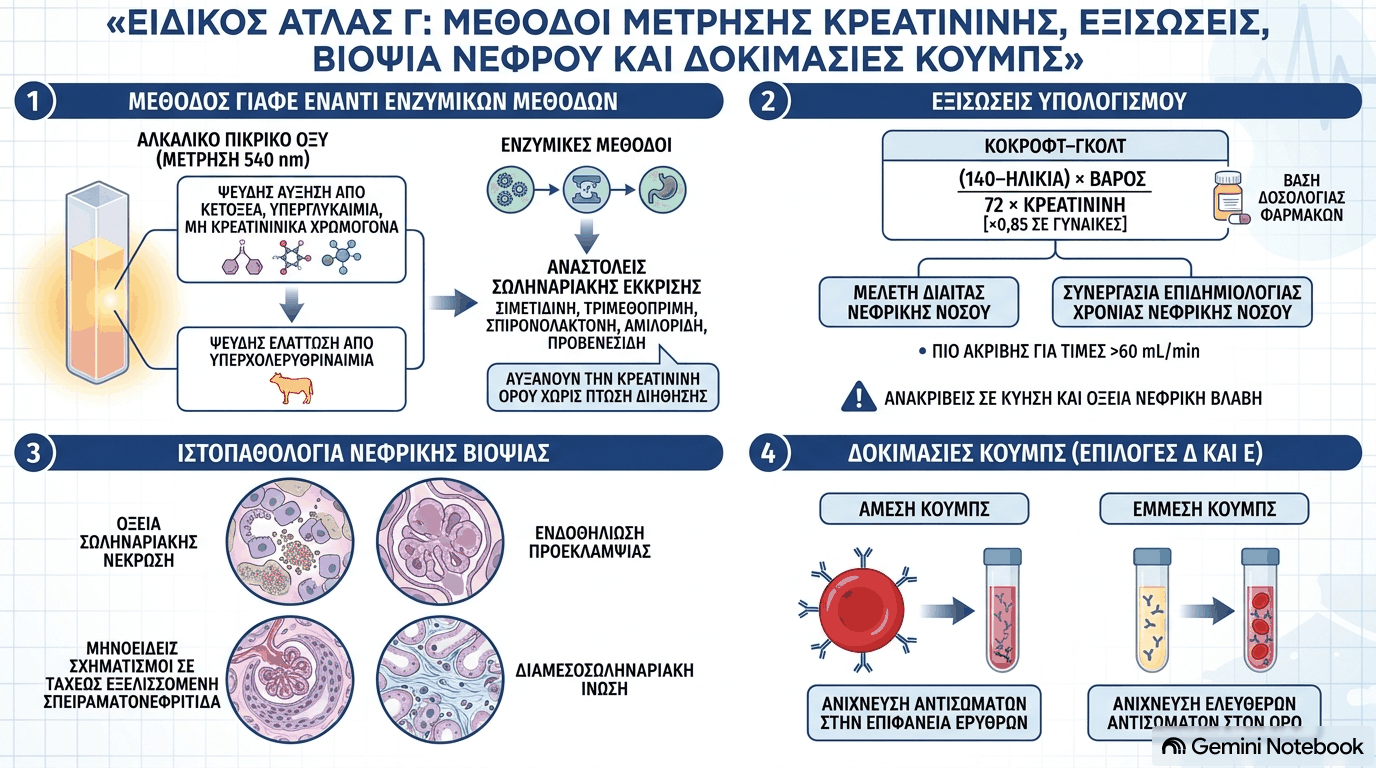 «ΕΙΔΙΚΟΣ ΑΤΛΑΣ Γ: ΜΕΘΟΔΟΙ ΜΕΤΡΗΣΗΣ ΚΡΕΑΤΙΝΙΝΗΣ, ΕΞΙΣΩΣΕΙΣ,
ΒΙΟΨΙΑ ΝΕΦΡΟΥ ΚΑΙ ΔΟΚΙΜΑΣΙΕΣ ΚΟΥΜΠΣ»
1
ΜΕΘΟΔΟΣ ΓΙΑΦΕ ΕΝΑΝΤΙ ΕΝΖΥΜΙΚΩΝ ΜΕΘΟΔΩΝ
ΑΛΚΑΛΙΚΟ ΠΙΚΡΙΚΟ ΟΞΥ
(ΜΕΤΡΗΣΗ 540 nm)
ΨΕΥΔΗΣ ΑΥΞΗΣΗ ΑΠΟ
ΚΕΤΟΞΕΑ, ΥΠΕΡΓΛΥΚΑΙΜΙΑ,
ΜΗ ΚΡΕΑΤΙΝΙΝΙΚΑ ΧΡΩΜΟΓΟΝΑ
ΨΕΥΔΗΣ ΕΛΑΤΤΩΣΗ ΑΠΟ
ΥΠΕΡΧΟΛΕΡΥΘΡΙΝΑΙΜΙΑ
ΕΝΖΥΜΙΚΕΣ ΜΕΘΟΔΟΙ
ΑΝΑΣΤΟΛΕΙΣ
ΣΩΛΗΝΑΡΙΑΚΗΣ ΕΚΚΡΙΣΗΣ
ΣΙΜΕΤΙΔΙΝΗ, ΤΡΙΜΕΘΟΠΡΙΜΗ,
ΣΠΙΡΟΝΟΛΑΚΤΟΝΗ, ΑΜΙΛΟΡΙΔΗ,
ΠΡΟΒΕΝΕΣΙΔΗ
ΑΥΞΑΝΟΥΝ ΤΗΝ ΚΡΕΑΤΙΝΙΝΗ
ΟΡΟΥ ΧΩΡΙΣ ΠΤΩΣΗ ΔΙΗΘΗΣΗΣ
2
ΕΞΙΣΩΣΕΙΣ ΥΠΟΛΟΓΙΣΜΟΥ
ΚΟΚΡΟΦΤ–ΓΚΟΛΤ
(140–ΗΛΙΚΙΑ) × ΒΑΡΟΣ
72 × ΚΡΕΑΤΙΝΙΝΗ
[×0,85 ΣΕ ΓΥΝΑΙΚΕΣ]
ΒΑΣΗ
ΔΟΣΟΛΟΓΙΑΣ
ΦΑΡΜΑΚΩΝ
ΜΕΛΕΤΗ ΔΙΑΙΤΑΣ
ΝΕΦΡΙΚΗΣ ΝΟΣΟΥ
ΣΥΝΕΡΓΑΣΙΑ ΕΠΙΔΗΜΙΟΛΟΓΙΑΣ
ΧΡΟΝΙΑΣ ΝΕΦΡΙΚΗΣ ΝΟΣΟΥ
• ΠΙΟ ΑΚΡΙΒΗΣ ΓΙΑ ΤΙΜΕΣ >60 mL/min
ΑΝΑΚΡΙΒΕΙΣ ΣΕ ΚΥΗΣΗ ΚΑΙ ΟΞΕΙΑ ΝΕΦΡΙΚΗ ΒΛΑΒΗ
3
ΙΣΤΟΠΑΘΟΛΟΓΙΑ ΝΕΦΡΙΚΗΣ ΒΙΟΨΙΑΣ
ΟΞΕΙΑ
ΣΩΛΗΝΑΡΙΑΚΗΣ
ΝΕΚΡΩΣΗ
ΕΝΔΟΘΗΛΙΩΣΗ
ΠΡΟΕΚΛΑΜΨΙΑΣ
ΜΗΝΟΕΙΔΕΙΣ
ΣΧΗΜΑΤΙΣΜΟΙ ΣΕ
ΤΑΧΕΩΣ ΕΞΕΛΙΣΣΟΜΕΝΗ
ΣΠΕΙΡΑΜΑΤΟΝΕΦΡΙΤΙΔΑ
ΔΙΑΜΕΣΟΣΩΛΗΝΑΡΙΑΚΗ
ΙΝΩΣΗ
4
ΔΟΚΙΜΑΣΙΕΣ ΚΟΥΜΠΣ (ΕΠΙΛΟΓΕΣ Δ ΚΑΙ Ε)
ΑΜΕΣΗ ΚΟΥΜΠΣ
ΑΝΙΧΝΕΥΣΗ ΑΝΤΙΣΩΜΑΤΩΝ
ΣΤΗΝ ΕΠΙΦΑΝΕΙΑ ΕΡΥΘΡΩΝ
ΕΜΜΕΣΗ ΚΟΥΜΠΣ
ΑΝΙΧΝΕΥΣΗ ΕΛΕΥΘΕΡΩΝ
ΑΝΤΙΣΩΜΑΤΩΝ ΣΤΟΝ ΟΡΟ
Gemini Notebook